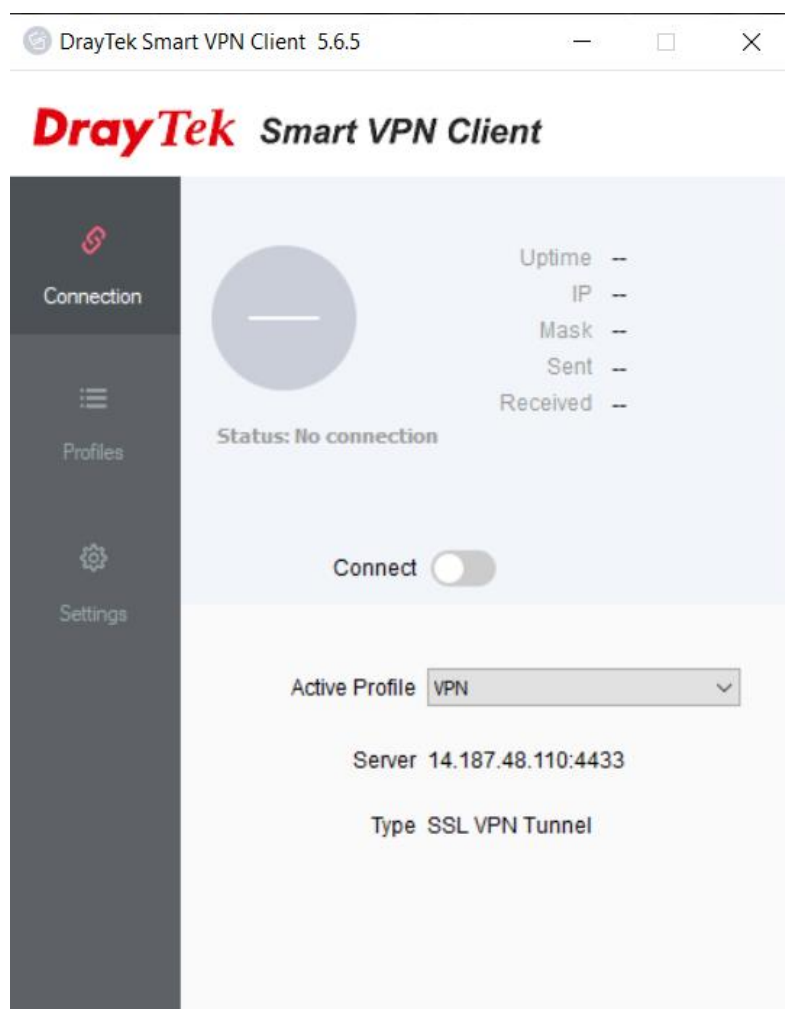 DrayTek Smart VPN Client 5.6.5
DrayTek Smart VPN Client
Connection
Profiles
Settings
Uptime --
IP --
Mask --
Sent --
Received --
Status: No connection
Connect
Active Profile VPN
Server 14.187.48.110:4433
Type SSL VPN Tunnel